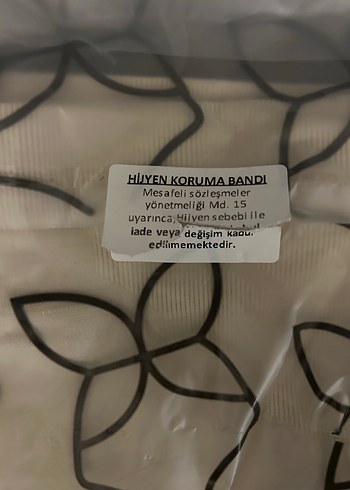 HİJYEN KORUMA BANDI
Mesafeli sözleşmeler
yönetmeliği Md. 15
uyarınca,Hijyen sebebi ile
iade veya değişim kabul
edilmemektedir.